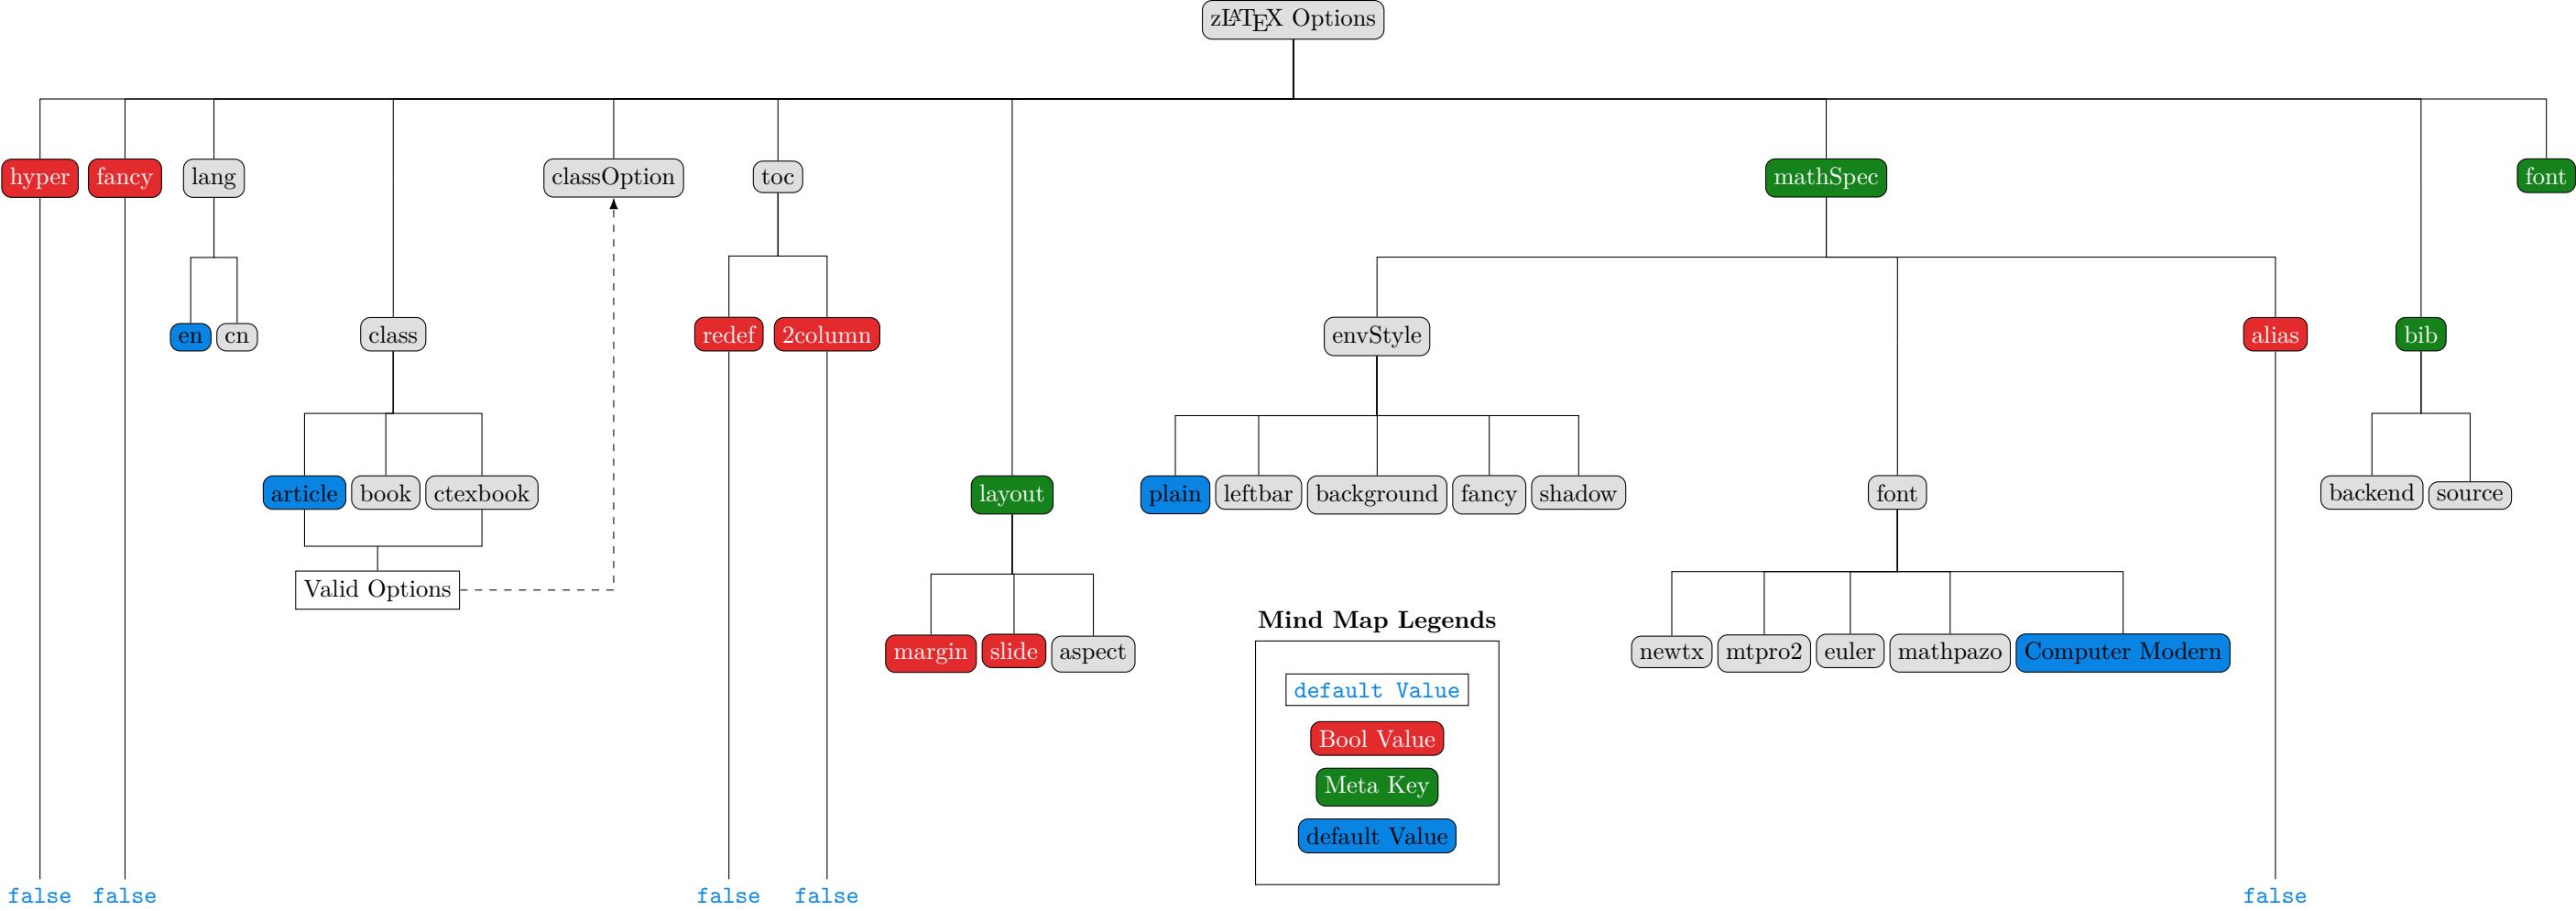 zLATEX Options
hyper
fancy
lang
classOption
toc
mathSpec
font
en
cn
class
redef
2column
envStyle
alias
bib
article
book
ctexbook
layout
plain
leftbar
background
fancy
shadow
font
backend
source
Valid Options
margin
slide
aspect
newtx
mtpro2
euler
mathpazo
Computer Modern
Mind Map Legends
default Value
Bool Value
Meta Key
default Value
false
false
false
false
false